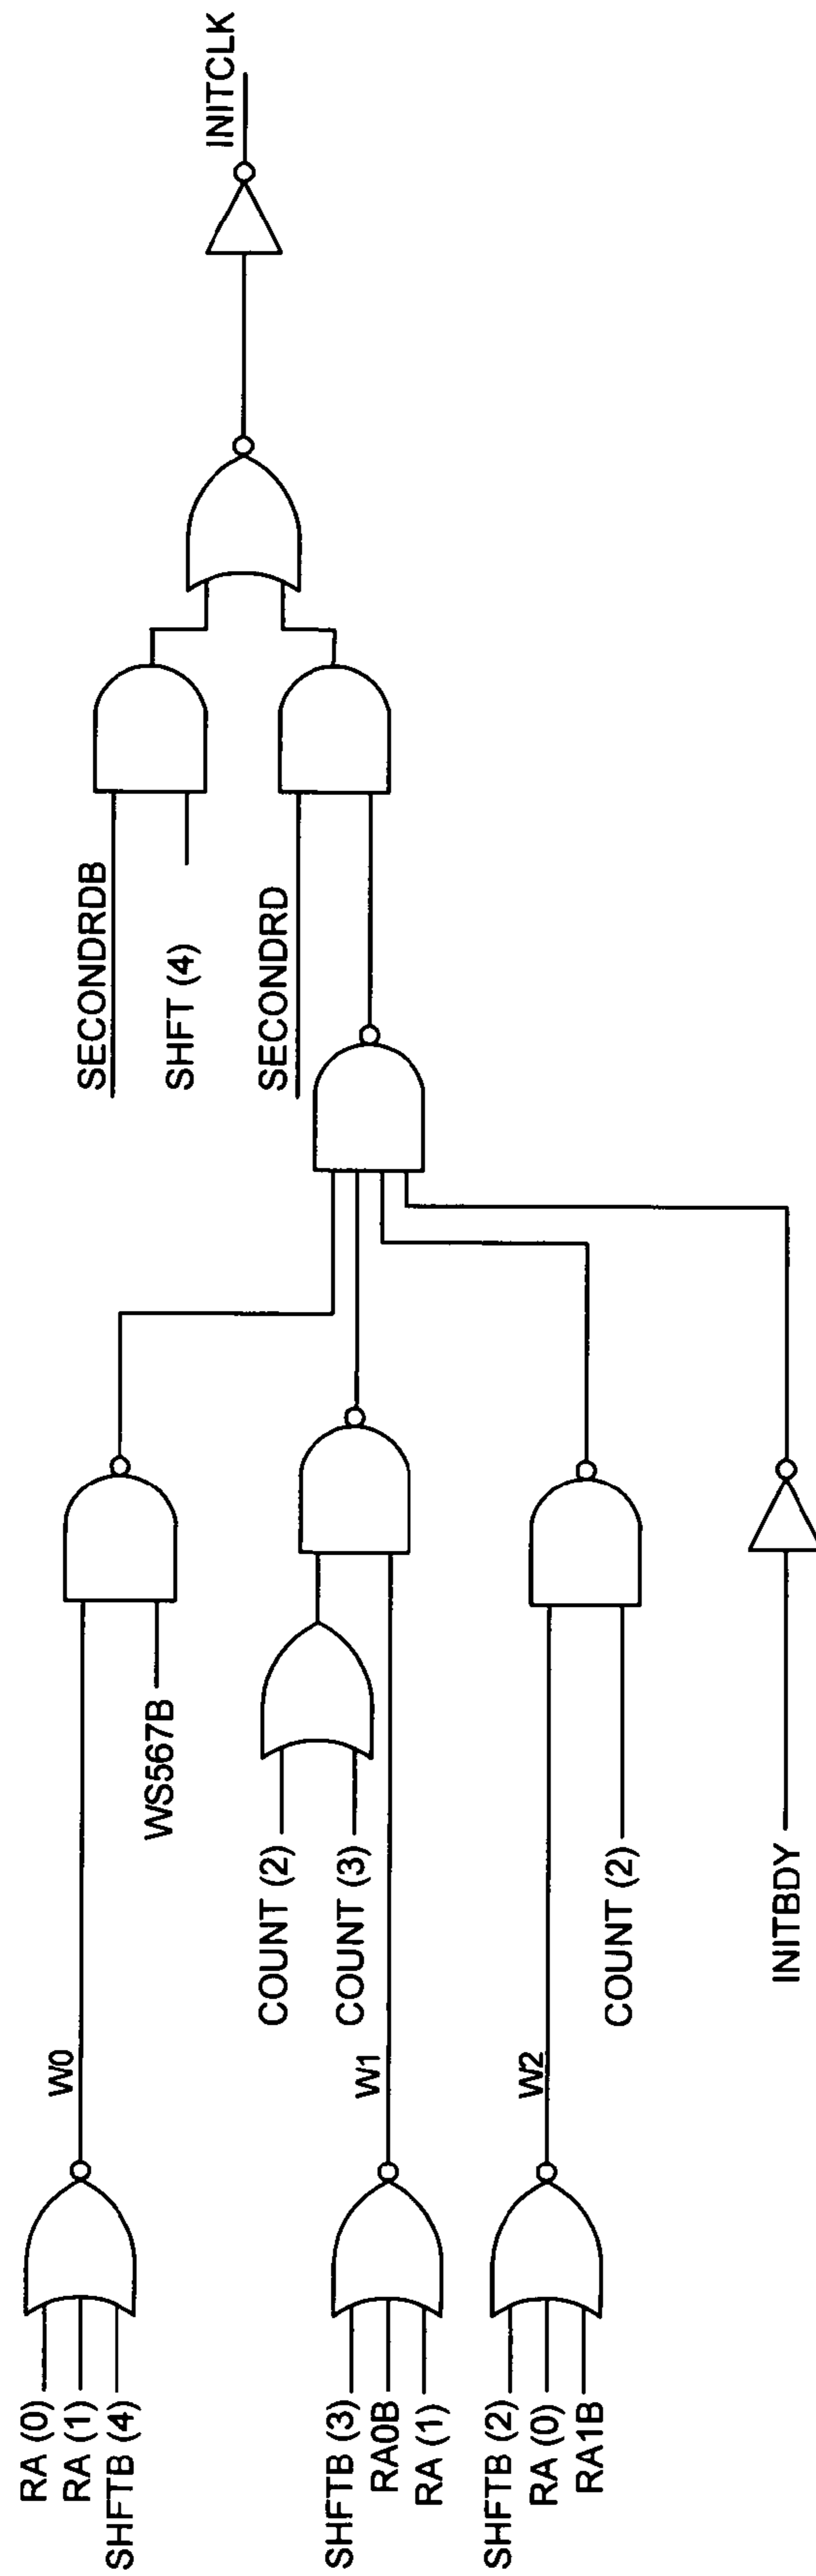 RA (0)
RA (1)
SHFTB (4)
W0
WS567B
SHFTB (3)
RA0B
RA (1)
W1
COUNT (2)
COUNT (3)
SHFTB (2)
RA (0)
RA1B
W2
COUNT (2)
INITBDY
SECONDRDB
SHFT (4)
SECONDRD
INITCLK